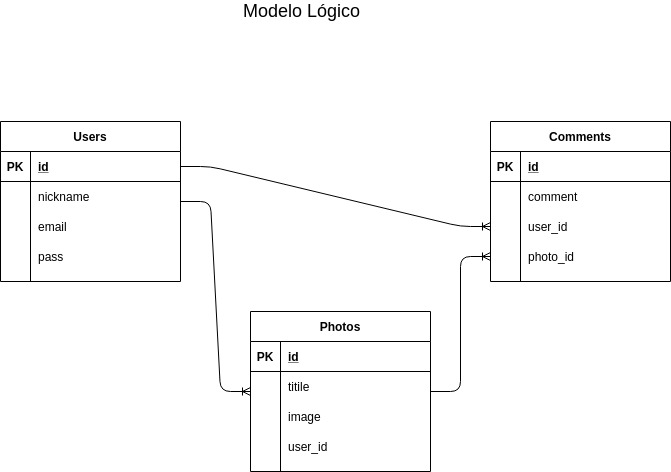 Modelo Lógico
Users
PK id
nickname
email
pass
Comments
PK id
comment
user_id
photo_id
Photos
PK id
titile
image
user_id